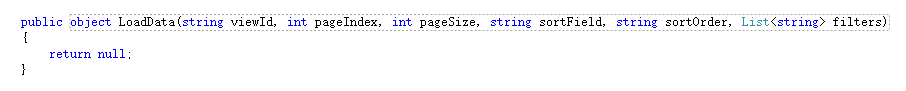 public object LoadData(string viewId, int pageIndex, int pageSize, string sortField, string sortOrder, List<string> filters)
{
return null;
}